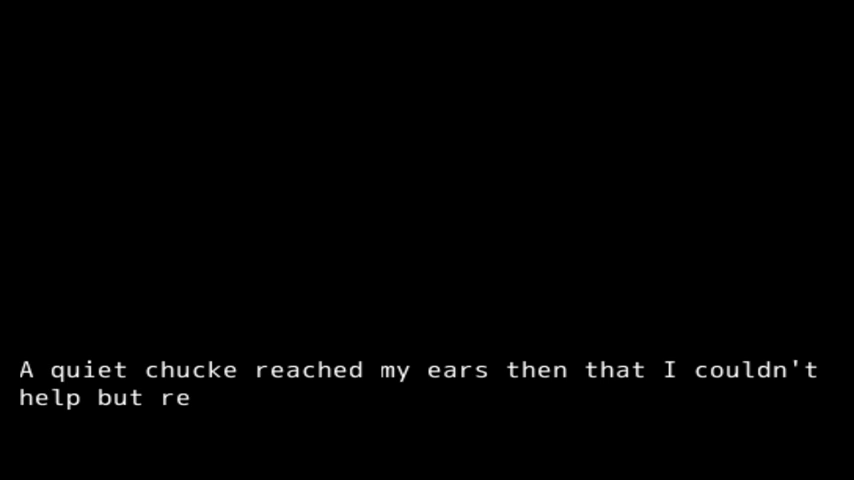 A quiet chucke reached my ears then that I couldn't
help but re